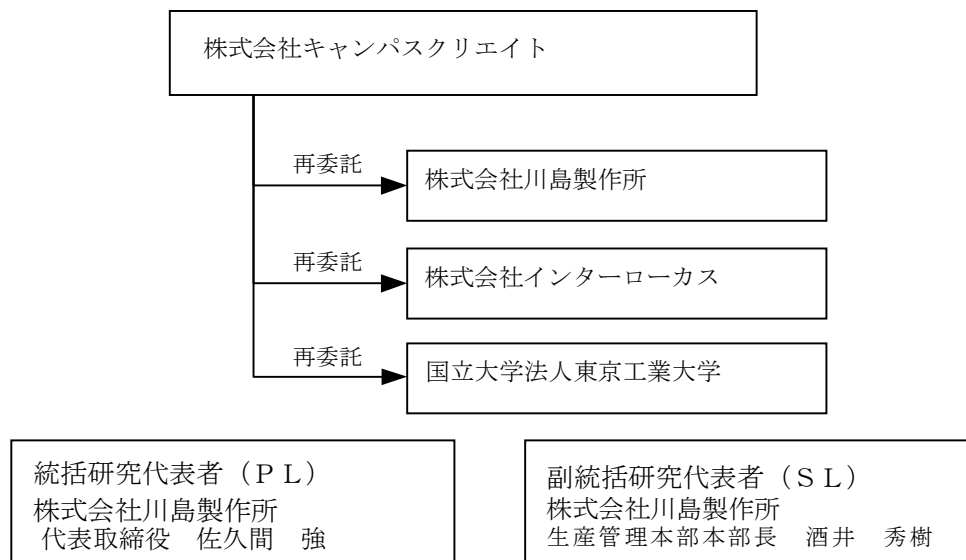 株式会社キャンパスクリエイト
再委託
株式会社川島製作所
再委託
株式会社インターローカス
再委託
国立大学法人東京工業大学
統括研究代表者（ＰＬ）
株式会社川島製作所
代表取締役　佐久間　強
副統括研究代表者（ＳＬ）
株式会社川島製作所
生産管理本部本部長　酒井　秀樹